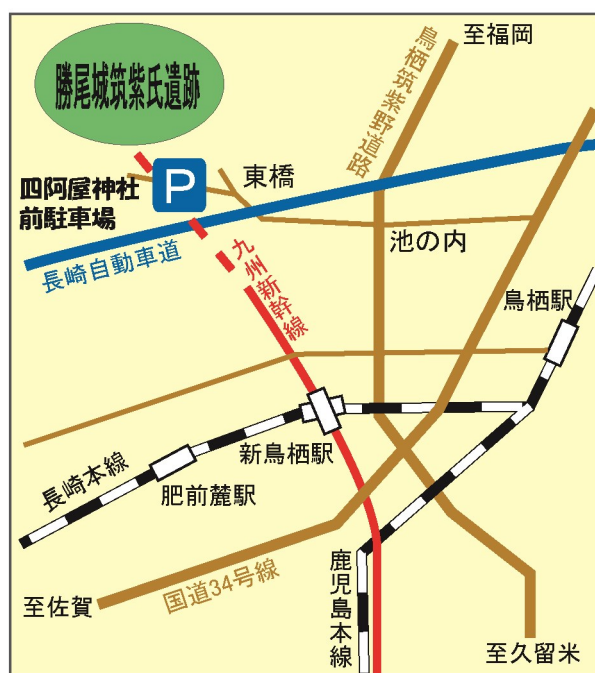 至福岡
鳥栖筑紫野道路
勝尾城筑紫氏遺跡
P
東橋
四阿屋神社
前駐車場
池の内
長崎自動車道
九州新幹線
鳥栖駅
新鳥栖駅
長崎本線
肥前麓駅
国道34号線
鹿児島本線
至佐賀
至久留米